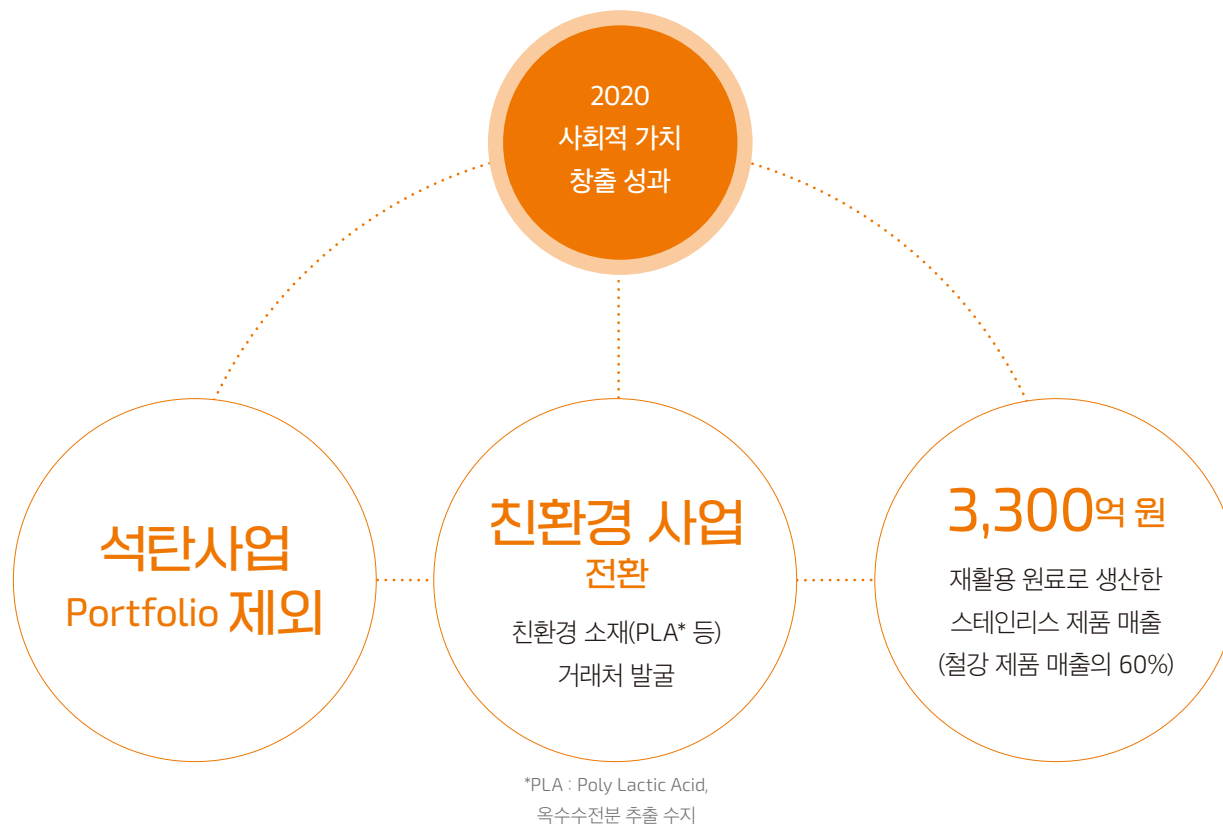 2020
사회적 가치
창출 성과
석탄사업
Portfolio 제외
친환경 사업
전환
친환경 소재(PLA* 등)
거래처 발굴
3,300억 원
재활용 원료로 생산한
스테인리스 제품 매출
(철강 제품 매출의 60%)
*PLA : Poly Lactic Acid,
옥수수전분 추출 수지